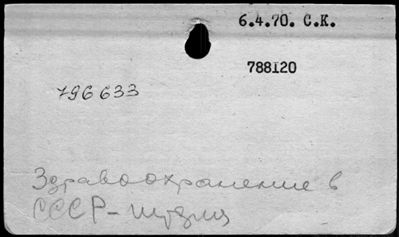 6.4.70. С.К.
788120
796633
Здравоохранение в
СССР -